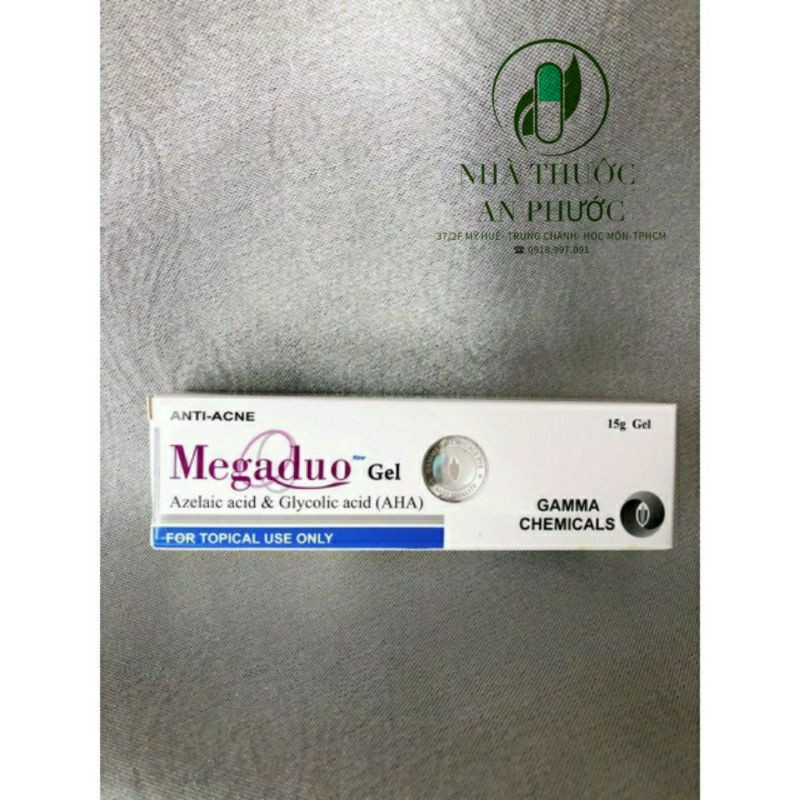 NHÀ THUỐC
AN PHƯỚC
37/2F MỸ HUỀ- TRUNG CHÁNH- HÓC MÔN-TPHCM
☎ 0918.997.091
ANTI-ACNE
15g Gel
Megaduo New Gel
Azelaic acid & Glycolic acid (AHA)
GAMMA
CHEMICALS
FOR TOPICAL USE ONLY